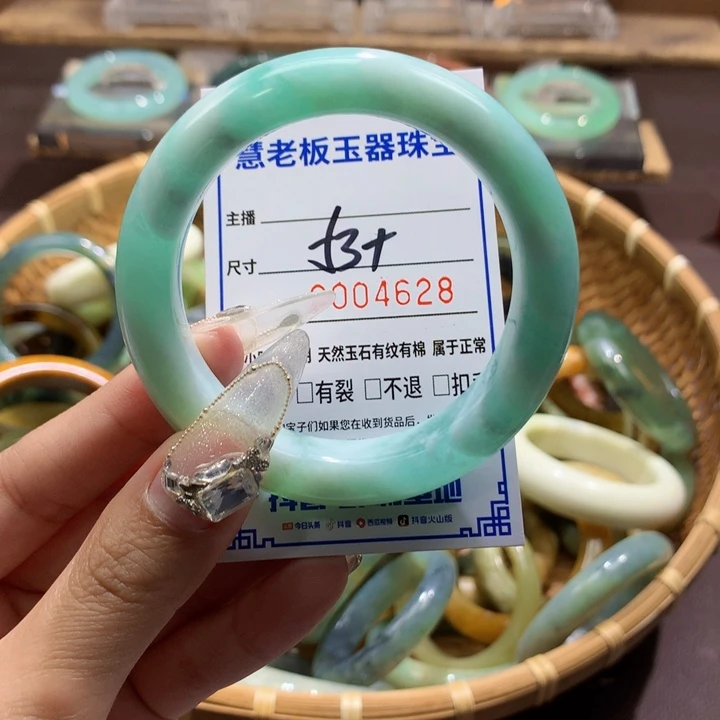 慧老板玉器珠宝
主播
尺寸 53+
0004628
天然玉石有纹有棉 属于正常
□有裂 □不退 □扣
子们如果您在收到货品后,
今日头条 抖音 西瓜视频 抖音火山版